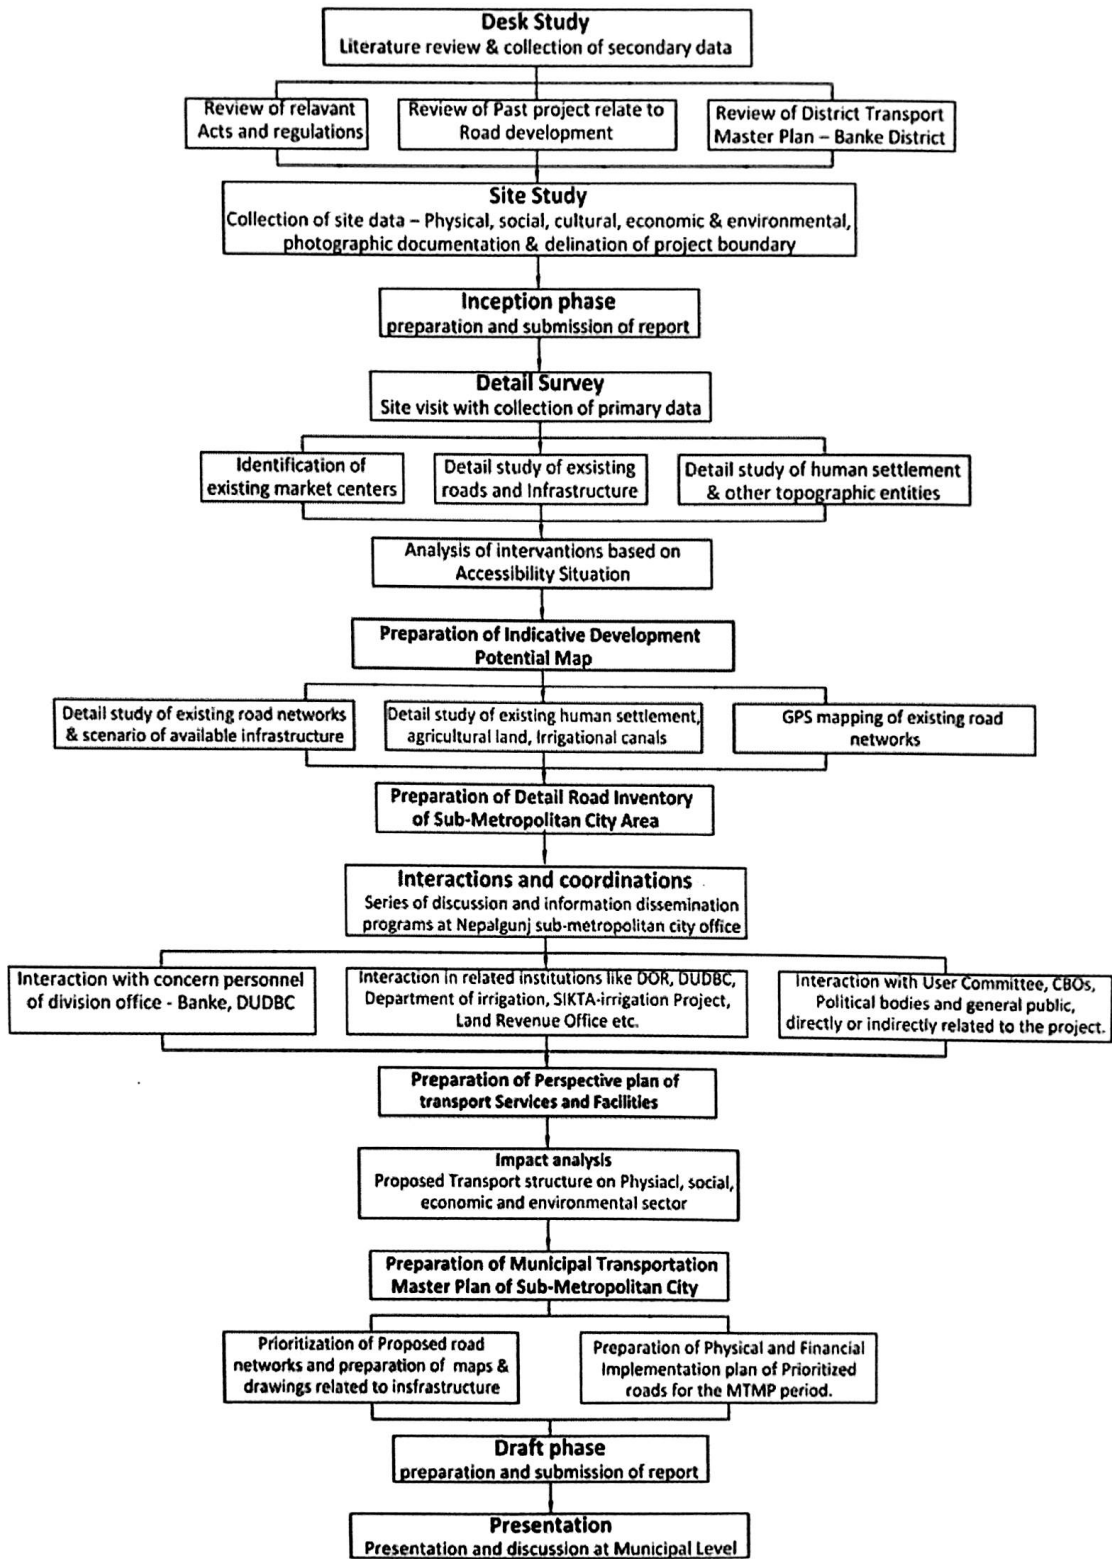 Desk Study
Literature review & collection of secondary data
Review of relavant
Acts and regulations
Review of Past project relate to
Road development
Review of District Transport
Master Plan – Banke District
Site Study
Collection of site data – Physical, social, cultural, economic & environmental,
photographic documentation & delination of project boundary
Inception phase
preparation and submission of report
Detail Survey
Site visit with collection of primary data
Identification of
existing market centers
Detail study of exsisting
roads and Infrastructure
Detail study of human settlement
& other topographic entities
Analysis of intervantions based on
Accessibility Situation
Preparation of Indicative Development
Potential Map
Detail study of existing road networks
& scenario of available infrastructure
Detail study of existing human settlement,
agricultural land, Irrigational canals
GPS mapping of existing road
networks
Preparation of Detail Road Inventory
of Sub-Metropolitan City Area
Interactions and coordinations
Series of discussion and information dissemination
programs at Nepalgunj sub-metropolitan city office
Interaction with concern personnel
of division office - Banke, DUDBC
Interaction in related institutions like DOR, DUDBC,
Department of irrigation, SIKTA-irrigation Project,
Land Revenue Office etc.
Interaction with User Committee, CBOs,
Political bodies and general public,
directly or indirectly related to the project.
Preparation of Perspective plan of
transport Services and Facilities
Impact analysis
Proposed Transport structure on Physiacl, social,
economic and environmental sector
Preparation of Municipal Transportation
Master Plan of Sub-Metropolitan City
Prioritization of Proposed road
networks and preparation of maps &
drawings related to insfrastructure
Preparation of Physical and Financial
Implementation plan of Prioritized
roads for the MTMP period.
Draft phase
preparation and submission of report
Presentation
Presentation and discussion at Municipal Level